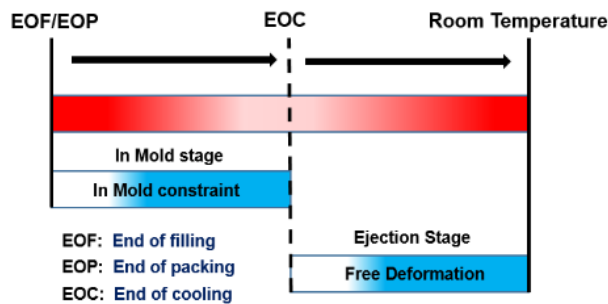 EOF/EOP EOC Room Temperature
In Mold stage
In Mold constraint
EOF: End of filling
EOP: End of packing
EOC: End of cooling
Ejection Stage
Free Deformation